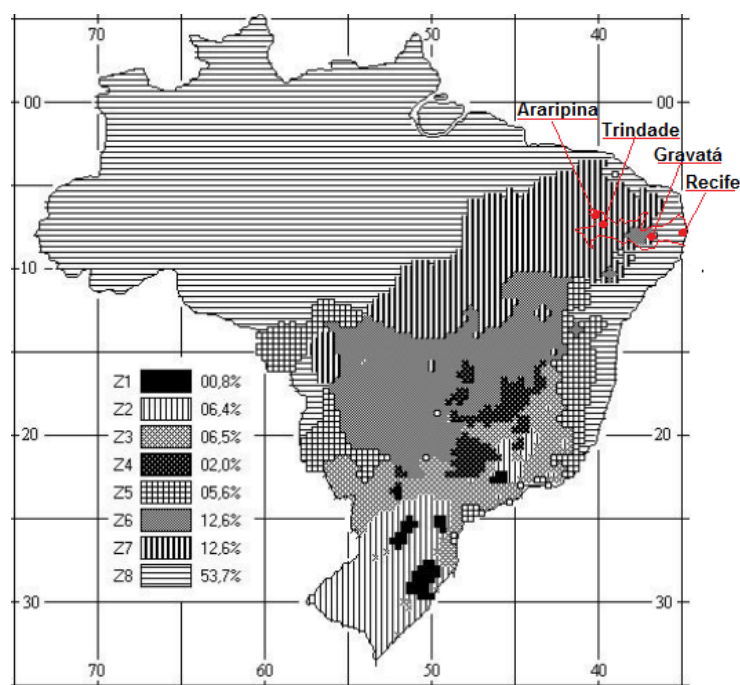 70
50
40
00
00
Araripina
Trindade
Gravatá
Recife
10
Z1 00,8%
Z2 06,4%
Z3 06,5%
Z4 02,0%
Z5 05,6%
Z6 12,6%
Z7 12,6%
Z8 53,7%
20
20
30
30
70
60
50
40